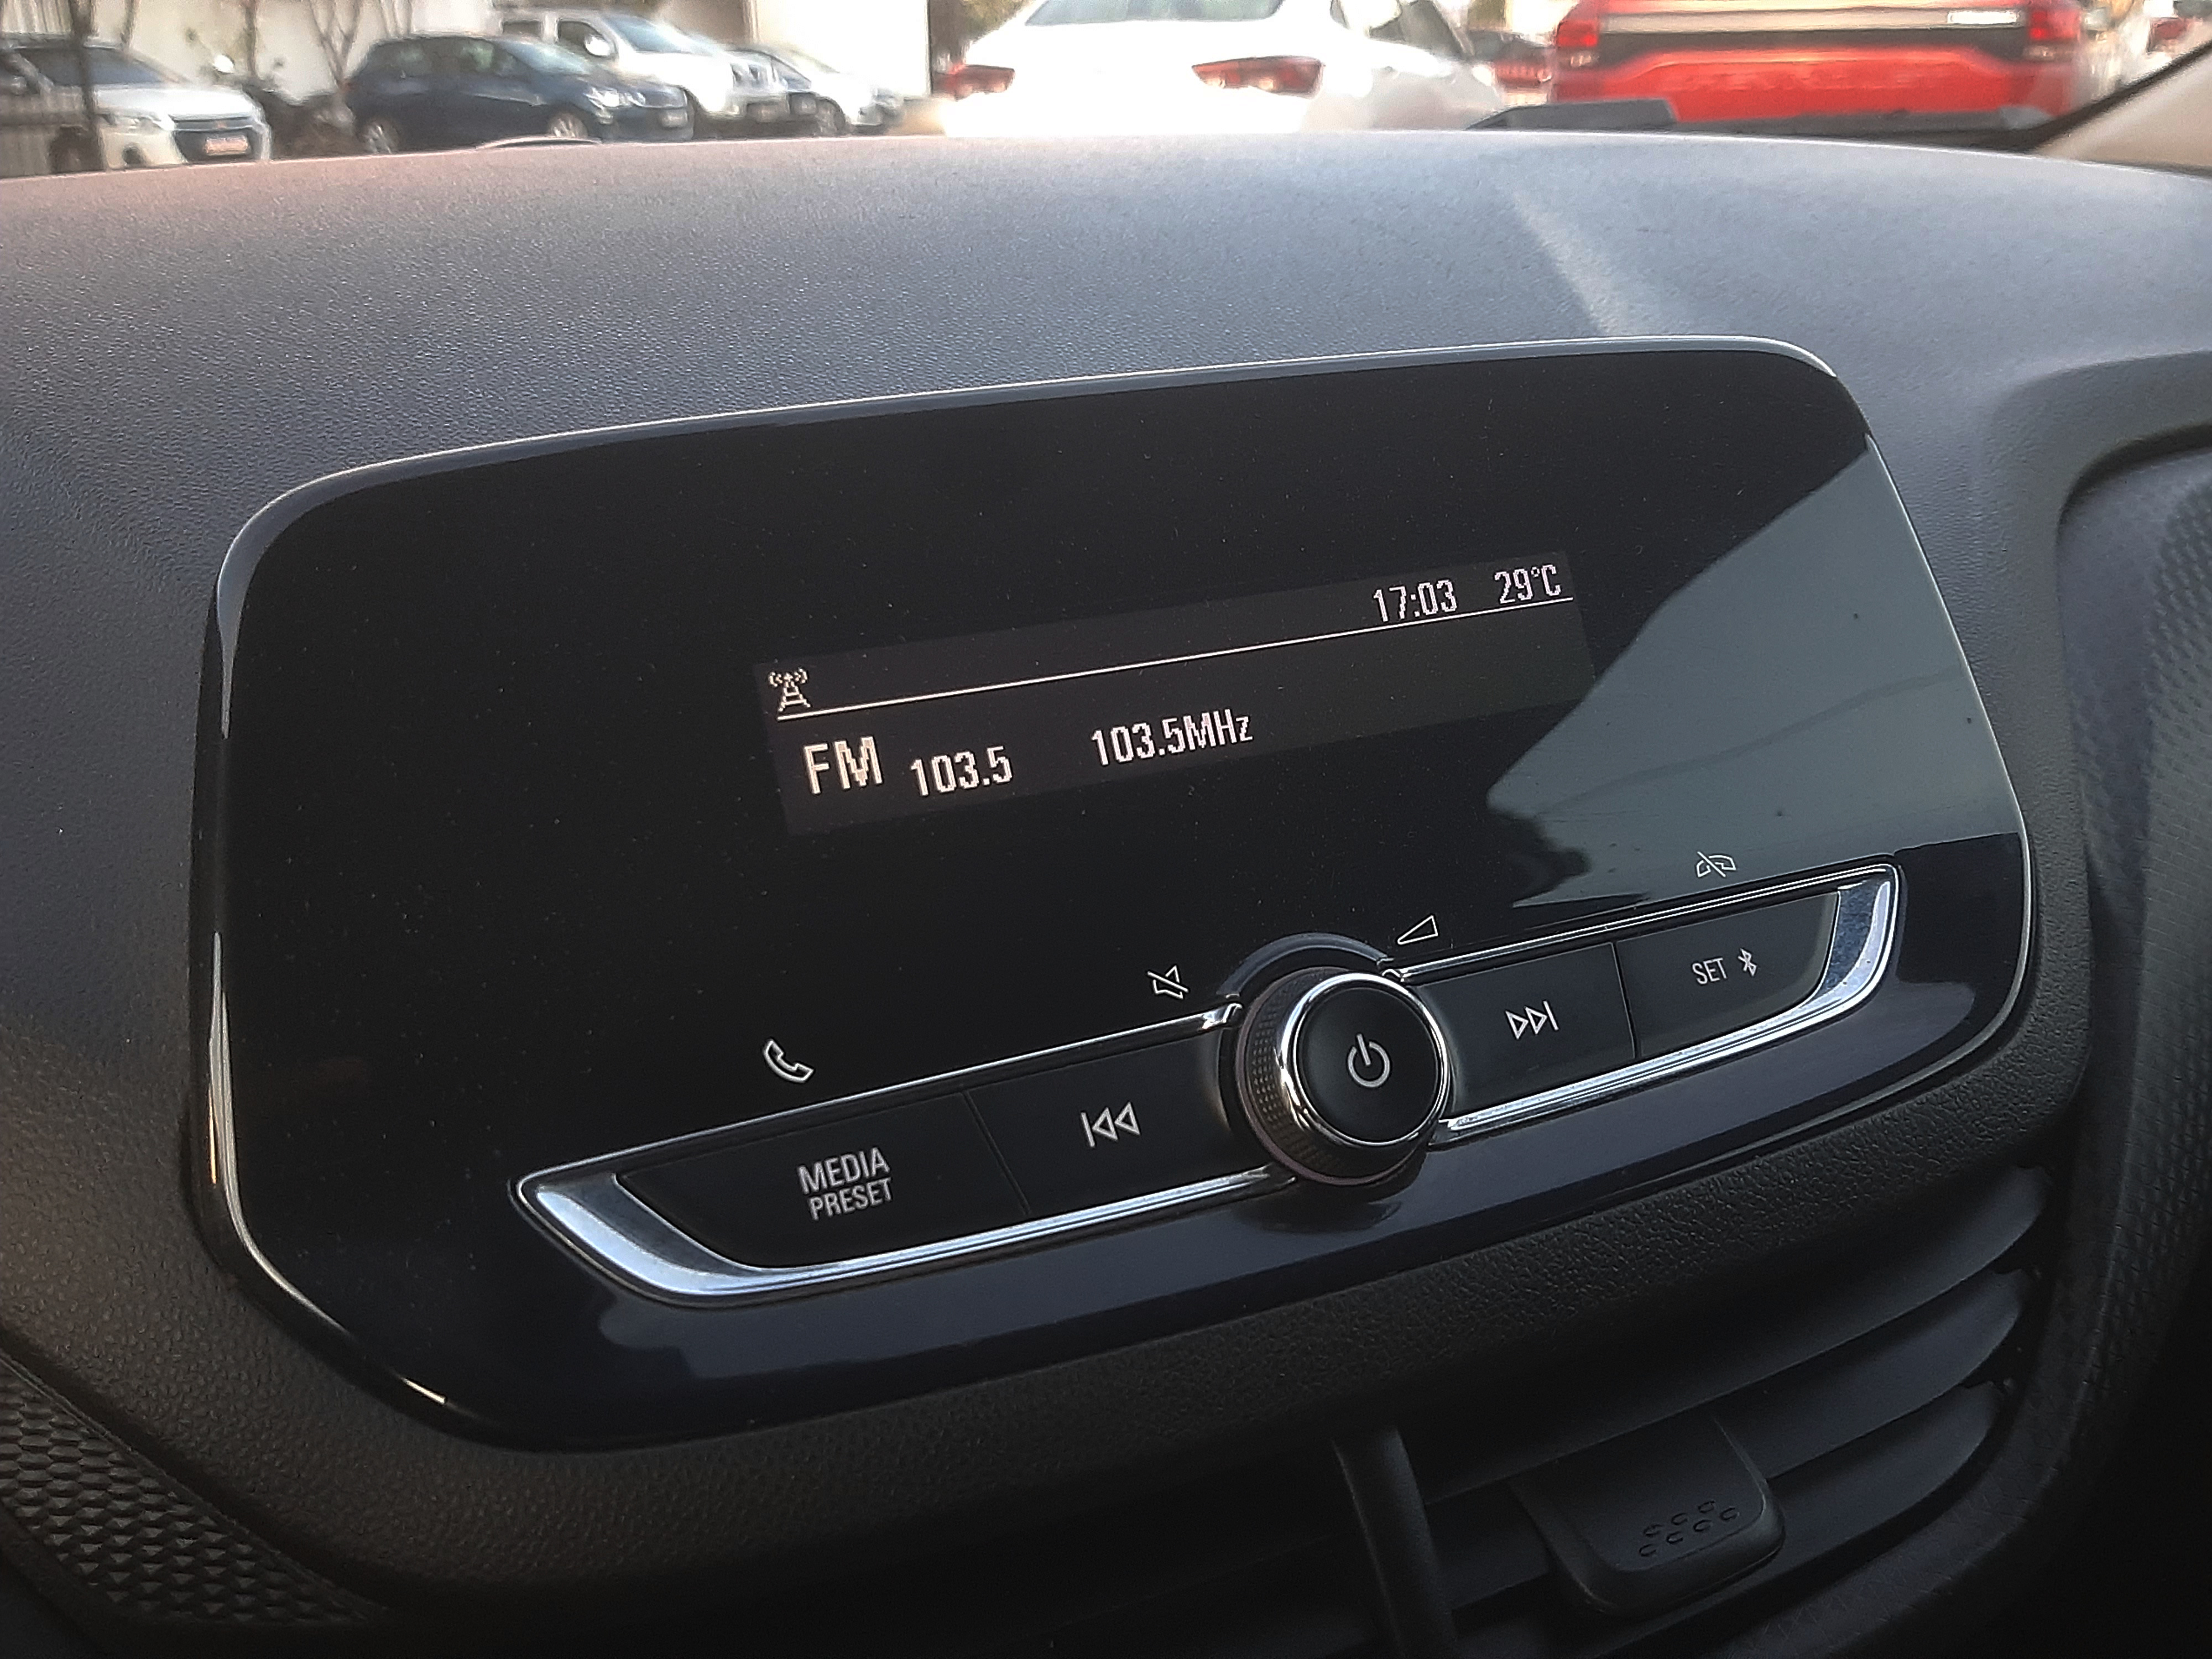 17:03 29°C
FM 103.5 103.5MHz
MEDIA
PRESET
SET